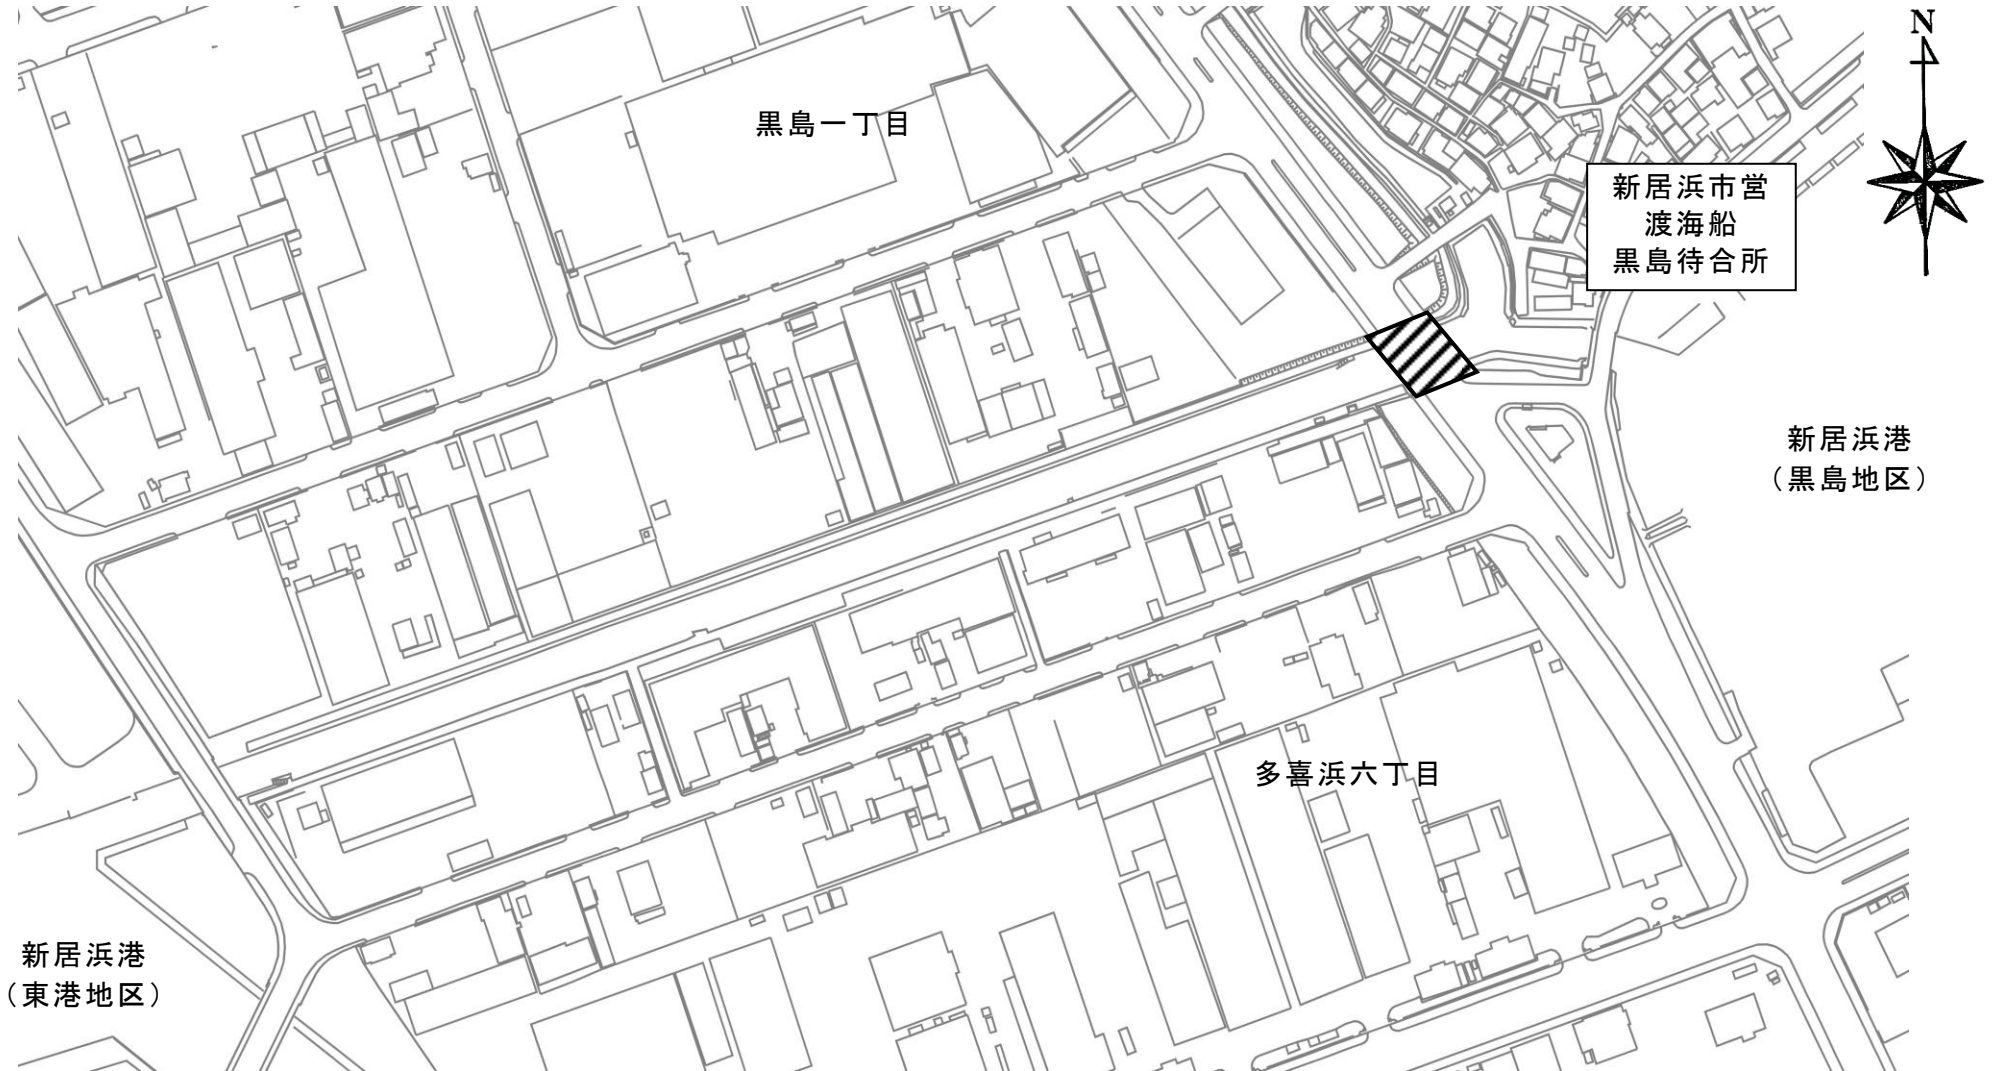 N
黒島一丁目
新居浜市営
渡海船
黒島待合所
新居浜港
（黒島地区）
多喜浜六丁目
新居浜港
（東港地区）